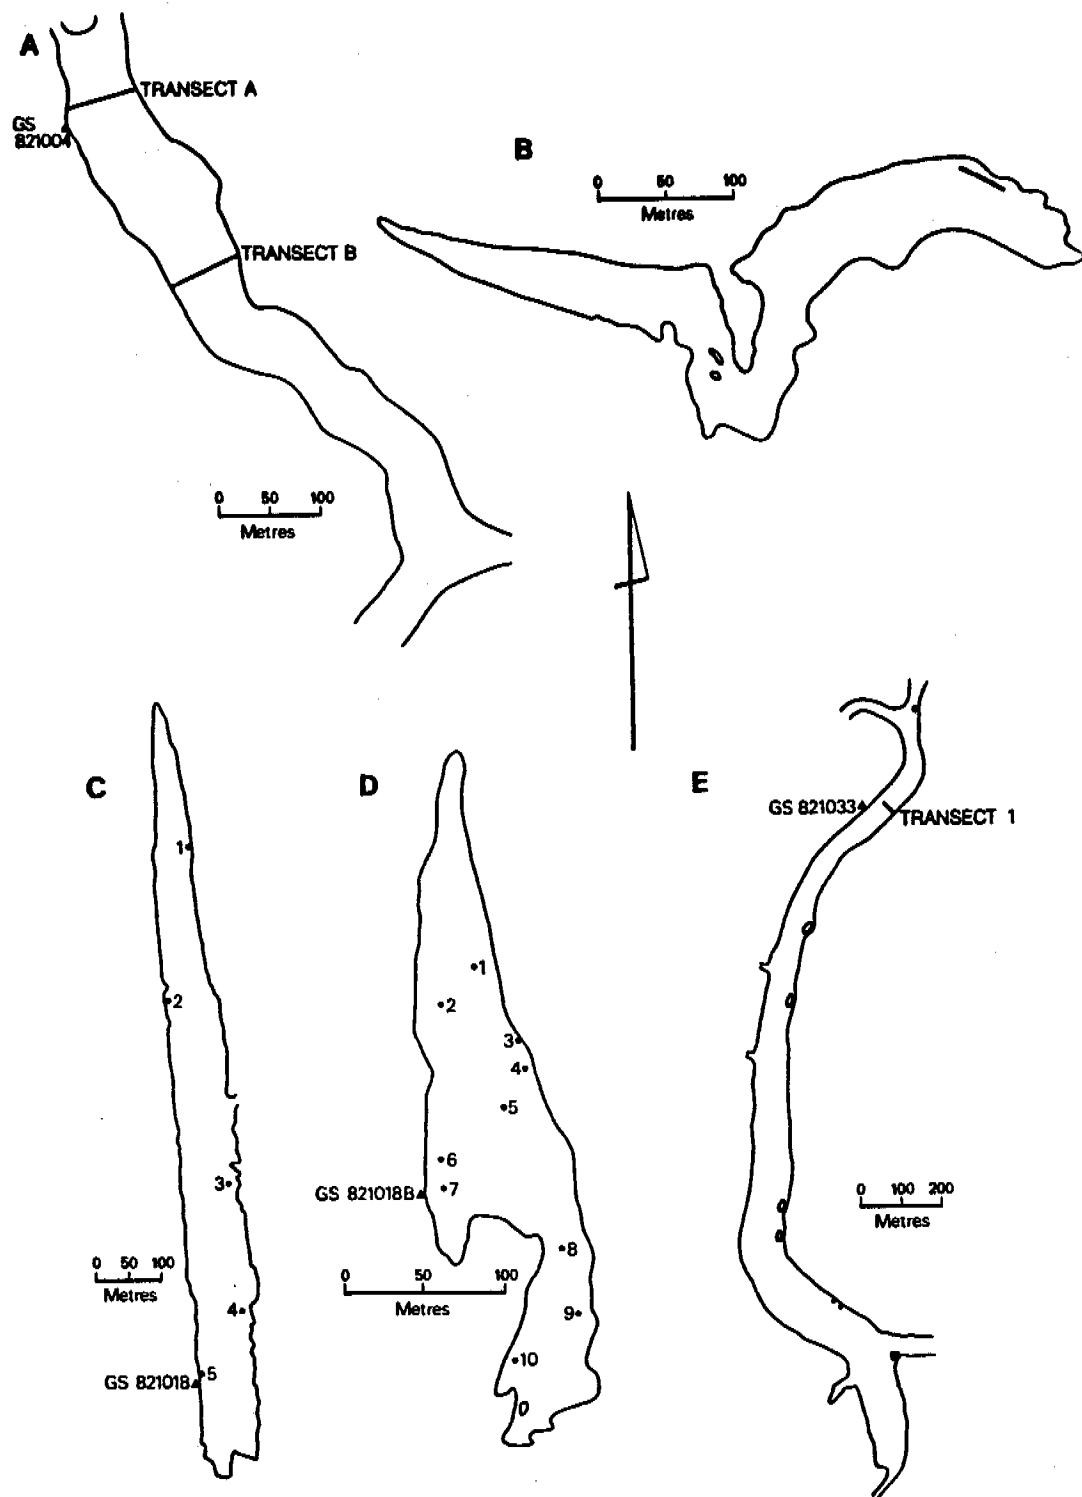 A
TRANSECT A
GS
821004
TRANSECT B
0 50 100
Metres
B
0 50 100
Metres
C
1
2
3
4
5
GS 821018
0 50 100
Metres
D
1
2
3
4
5
6
7
GS 821018B
8
9
10
0 50 100
Metres
E
GS 821033
TRANSECT 1
0 100 200
Metres